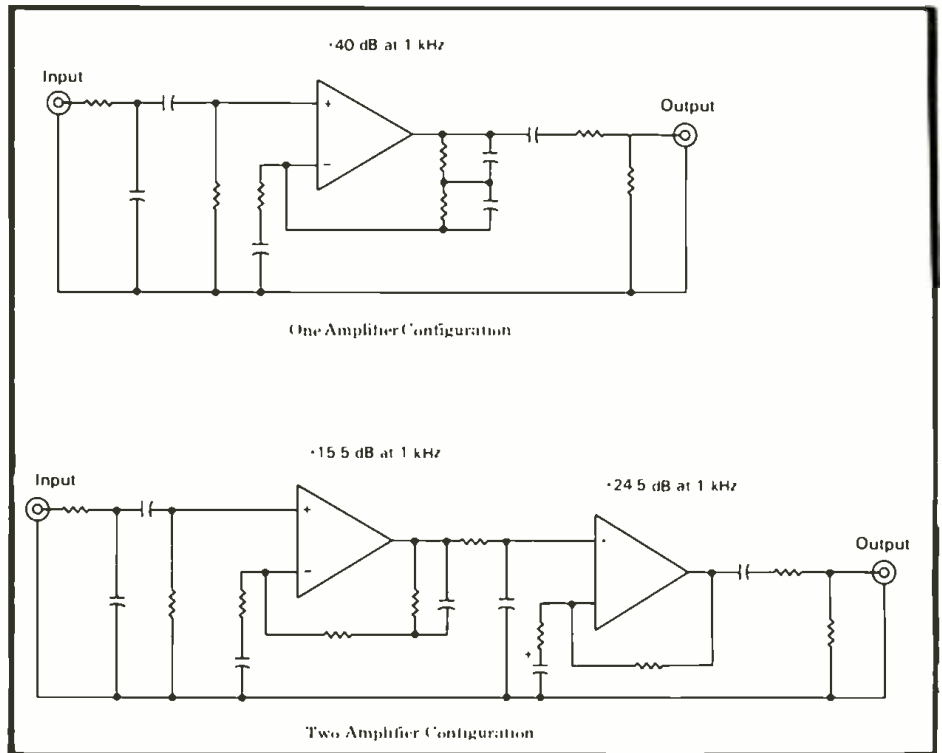 ·40 dB at 1 kHz
Input
Output
One Amplifier Configuration
·15 5 dB at 1 kHz
·24 5 dB at 1 kHz
Input
Output
Two Amplifier Configuration